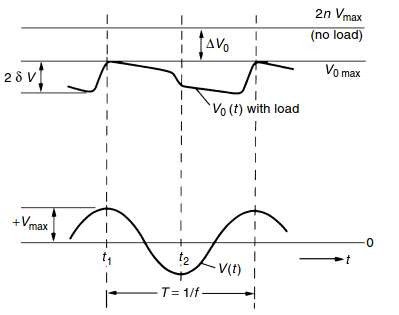 2n Vmax
(no load)
ΔV0
V0 max
2 δ V
V0 (t) with load
+Vmax
0
t1
t2
t
V(t)
T = 1/f